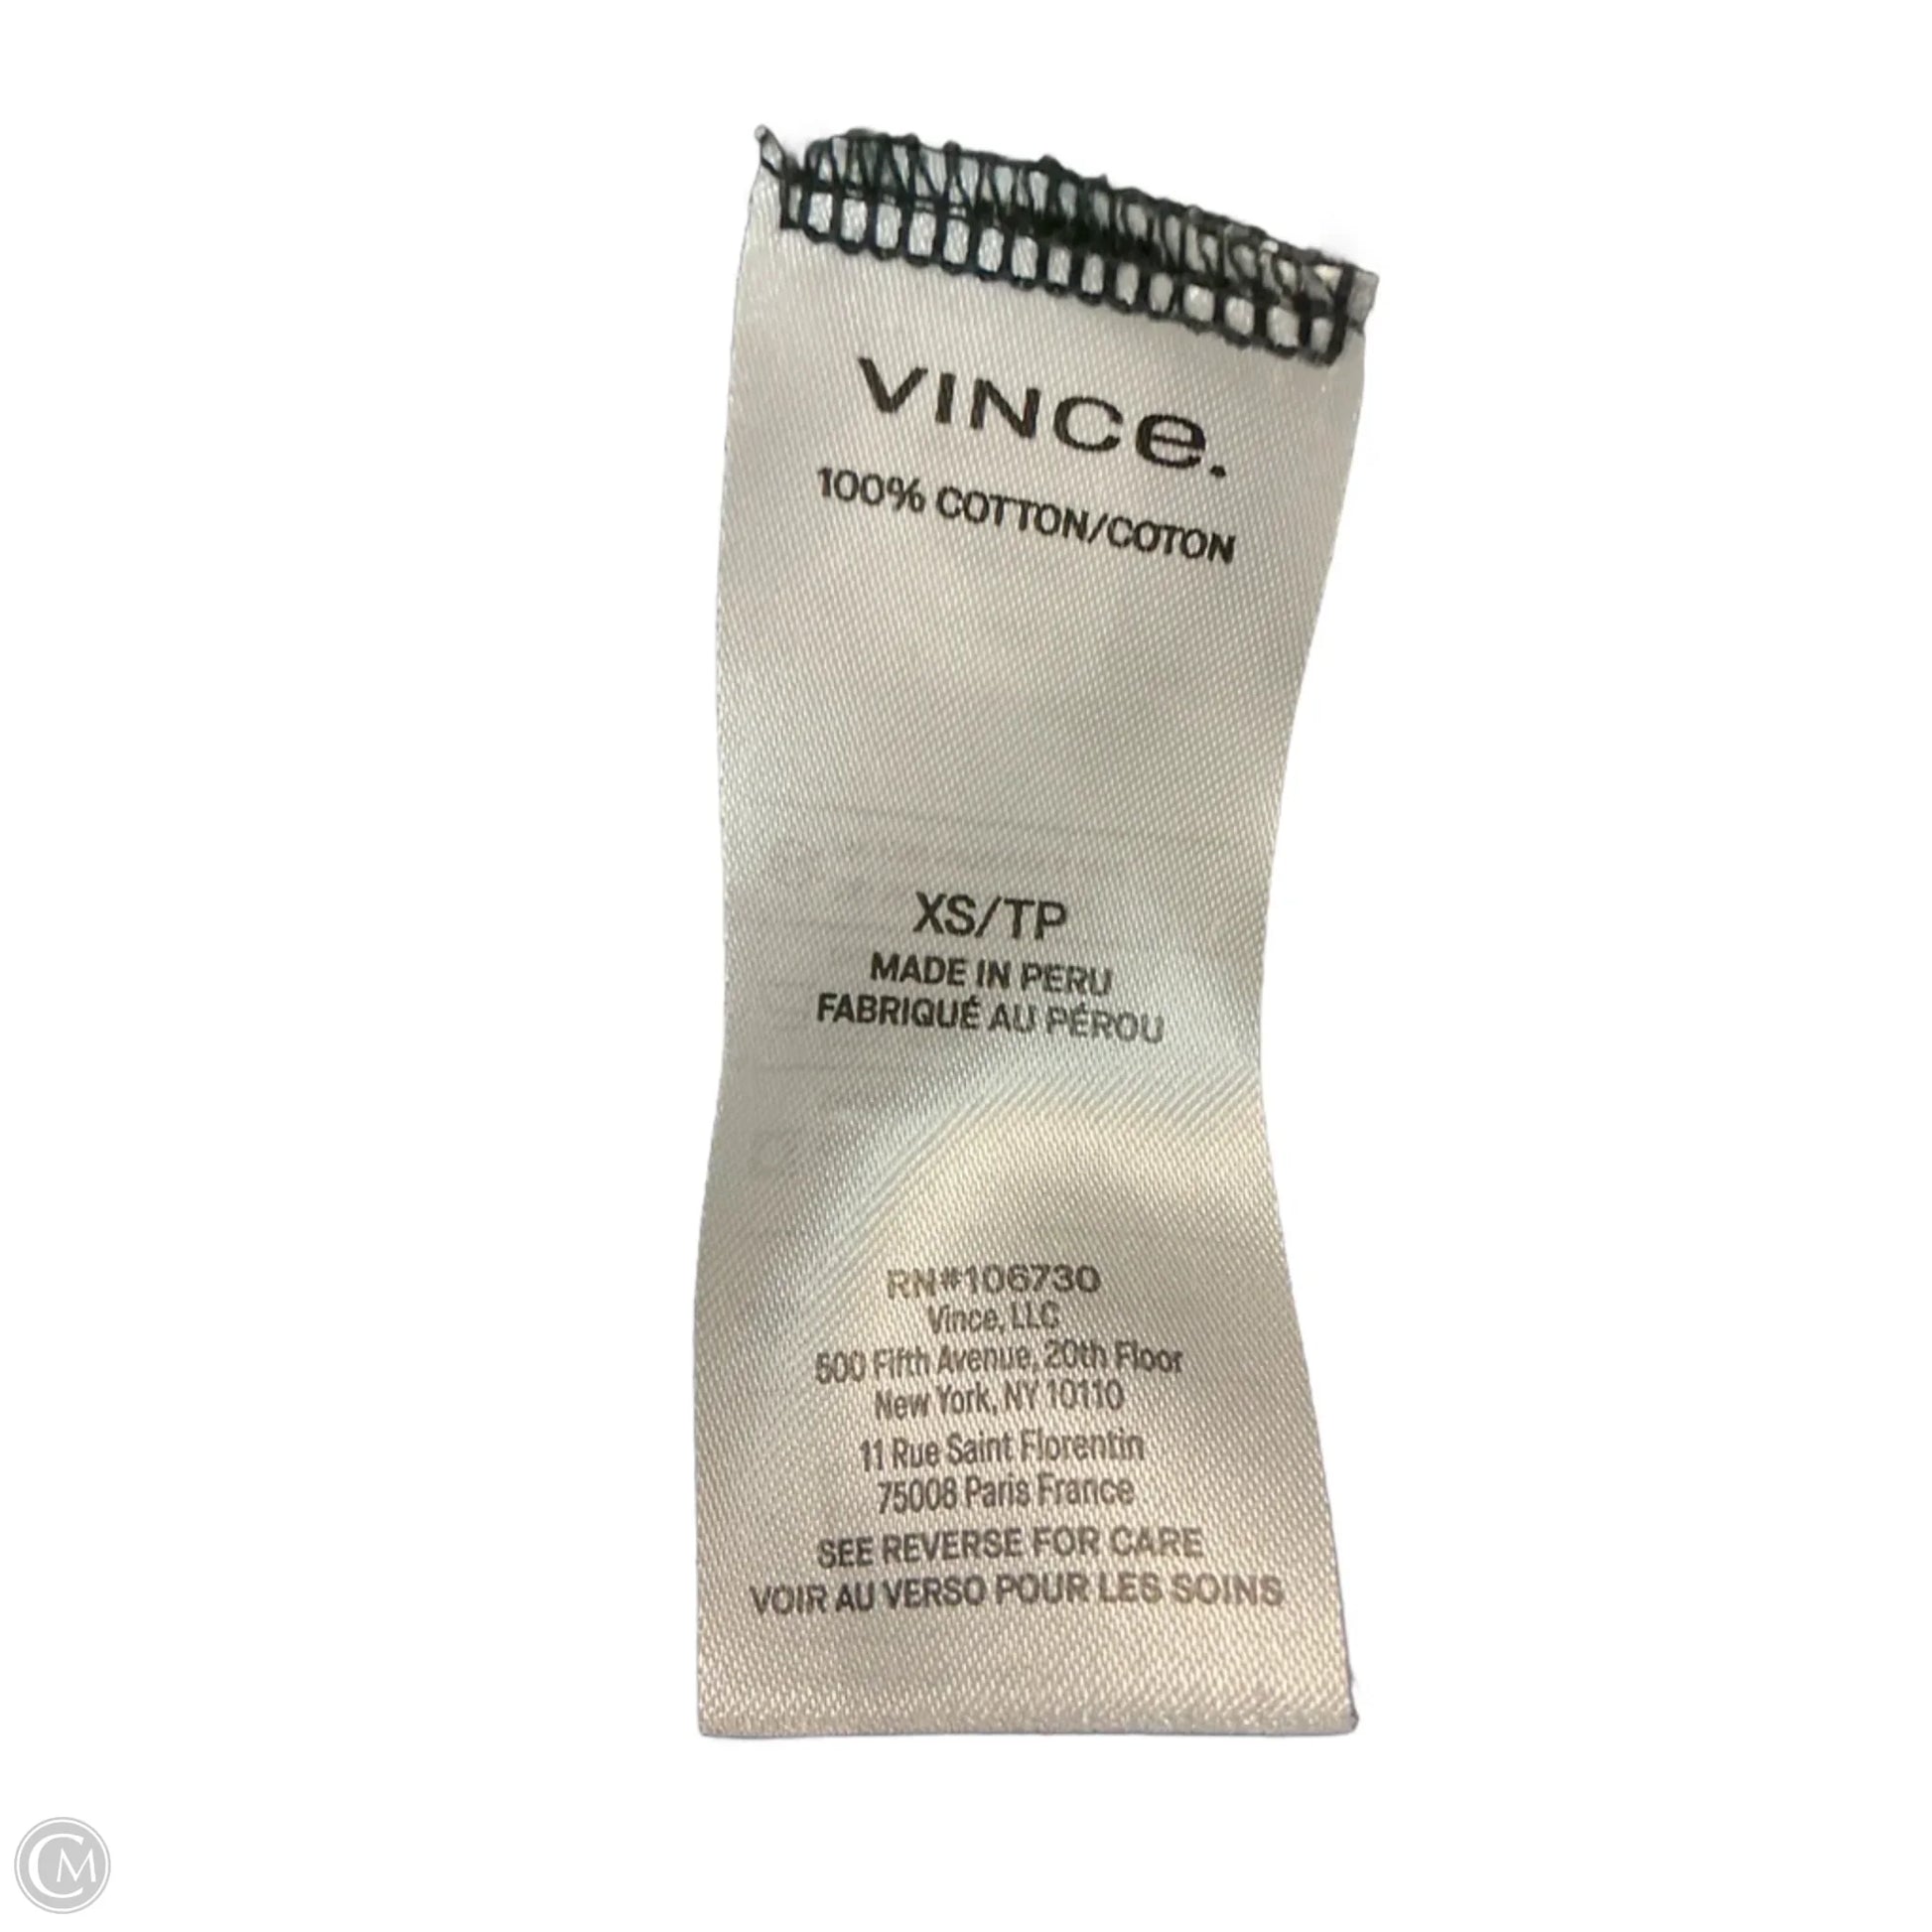 VINCe.
100% COTTON/COTON
XS/TP
MADE IN PERU
FABRIQUÉ AU PÉROU
RN#106730
Vince, LLC
500 Fifth Avenue, 20th Floor
New York, NY 10110
11 Rue Saint Florentin
75008 Paris France
SEE REVERSE FOR CARE
VOIR AU VERSO POUR LES SOINS
CM